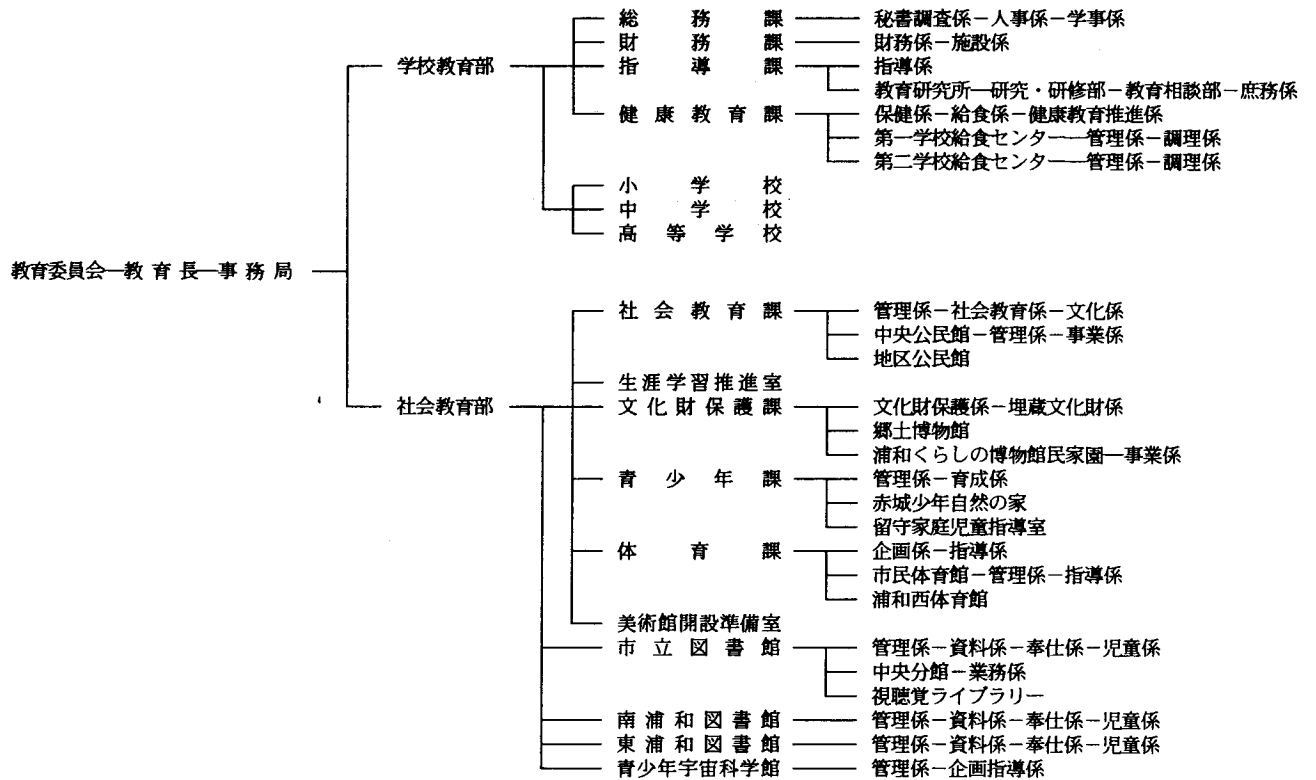 総務課 秘書調査係－人事係－学事係
財務課 財務係－施設係
学校教育部 指導課 指導係
教育研究所―研究・研修部－教育相談部－庶務係
健康教育課 保健係－給食係－健康教育推進係
第一学校給食センター―管理係－調理係
第二学校給食センター―管理係－調理係
小学校
中学校
高等学校
教育委員会―教育長―事務局
社会教育課 管理係－社会教育係－文化係
中央公民館－管理係－事業係
地区公民館
生涯学習推進室
社会教育部 文化財保護課 文化財保護係－埋蔵文化財係
郷土博物館
浦和くらしの博物館民家園―事業係
青少年課 管理係－育成係
赤城少年自然の家
留守家庭児童指導室
体育課 企画係－指導係
市民体育館－管理係－指導係
浦和西体育館
美術館開設準備室
市立図書館 管理係－資料係－奉仕係－児童係
中央分館－業務係
視聴覚ライブラリー
南浦和図書館 管理係－資料係－奉仕係－児童係
東浦和図書館 管理係－資料係－奉仕係－児童係
青少年宇宙科学館 管理係－企画指導係